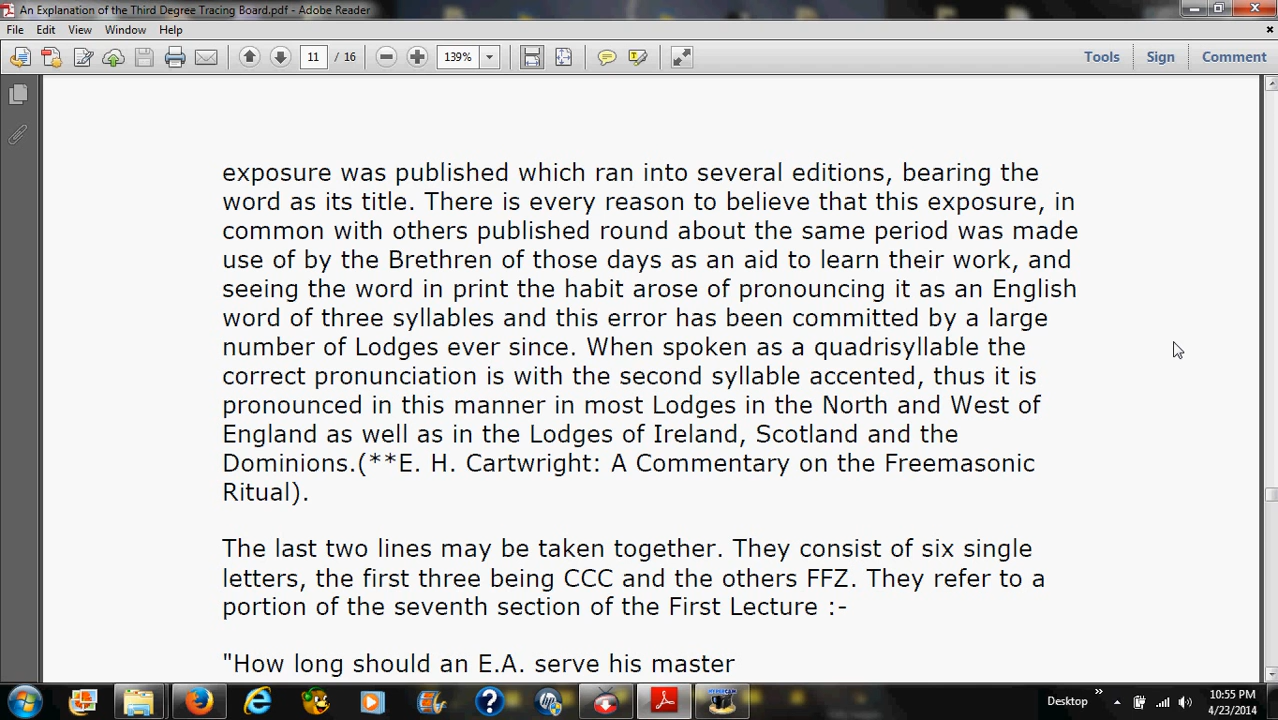 An Explanation of the Third Degree Tracing Board.pdf - Adobe Reader
File Edit View Window Help
11 / 16 139% Tools Sign Comment
exposure was published which ran into several editions, bearing the
word as its title. There is every reason to believe that this exposure, in
common with others published round about the same period was made
use of by the Brethren of those days as an aid to learn their work, and
seeing the word in print the habit arose of pronouncing it as an English
word of three syllables and this error has been committed by a large
number of Lodges ever since. When spoken as a quadrisyllable the
correct pronunciation is with the second syllable accented, thus it is
pronounced in this manner in most Lodges in the North and West of
England as well as in the Lodges of Ireland, Scotland and the
Dominions.(**E. H. Cartwright: A Commentary on the Freemasonic
Ritual).
The last two lines may be taken together. They consist of six single
letters, the first three being CCC and the others FFZ. They refer to a
portion of the seventh section of the First Lecture :-
"How long should an E.A. serve his master
Desktop » 10:55 PM
4/23/2014